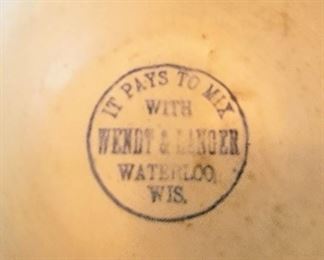 IT PAYS TO MIX
WITH
WENDT & LANGER
WATERLOO,
WIS.